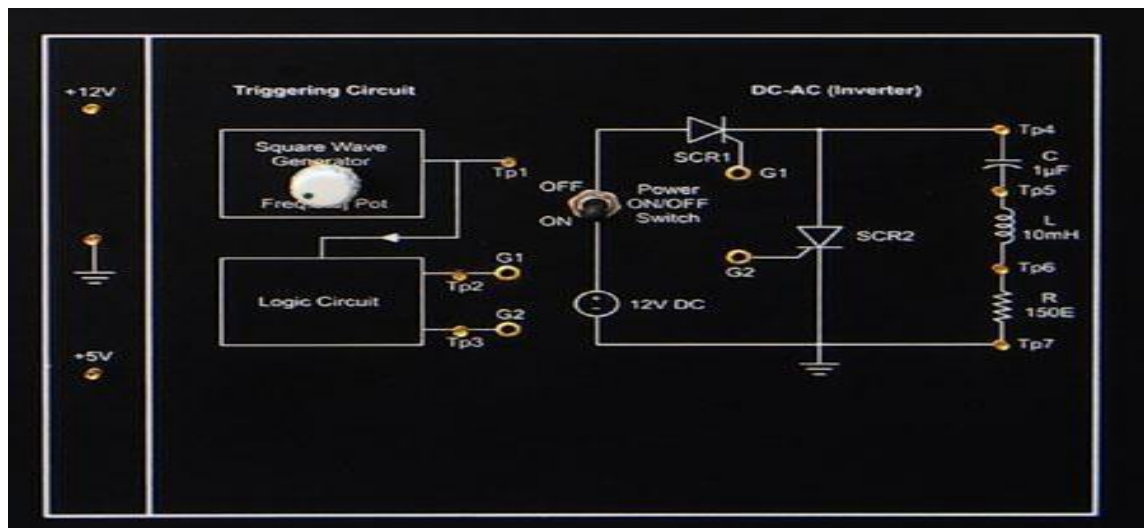 +12V
+5V
Triggering Circuit
Square Wave
Generator
Frequency Pot
Tp1
Logic Circuit
G1
Tp2
G2
Tp3
DC-AC (Inverter)
OFF
ON
Power
ON/OFF
Switch
12V DC
SCR1
G1
SCR2
G2
Tp4
C
1µF
Tp5
L
10mH
Tp6
R
150E
Tp7